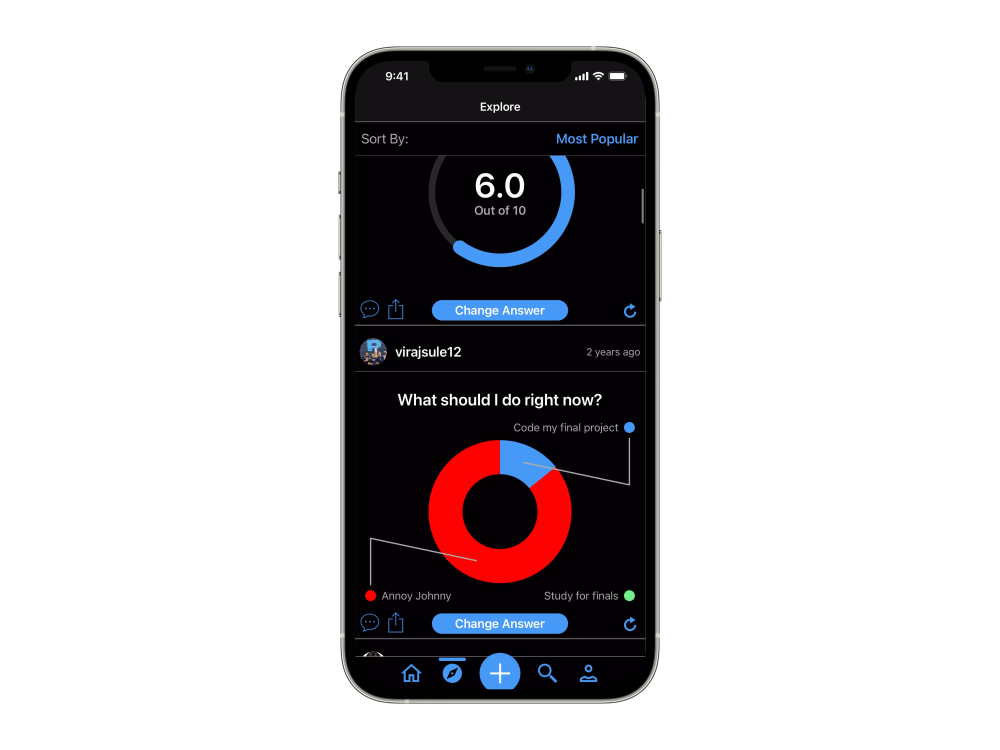 9:41
Explore
Sort By: Most Popular
6.0
Out of 10
Change Answer
virajsule12 2 years ago
What should I do right now?
Code my final project
Annoy Johnny Study for finals
Change Answer